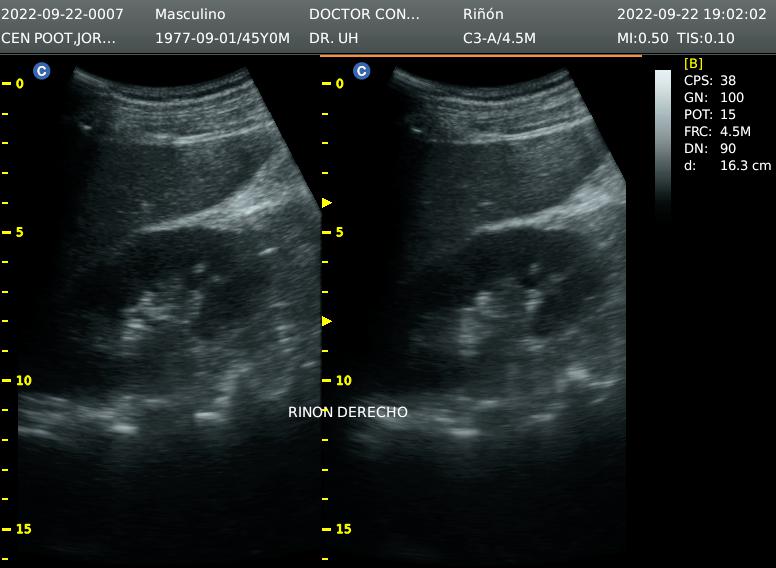 2022-09-22-0007 Masculino DOCTOR CON... Riñón 2022-09-22 19:02:02
CEN POOT,JOR... 1977-09-01/45Y0M DR. UH C3-A/4.5M MI:0.50 TIS:0.10
C
C
[B]
CPS: 38
GN: 100
POT: 15
FRC: 4.5M
DN: 90
d: 16.3 cm
0
5
10
15
0
5
10
15
RINON DERECHO